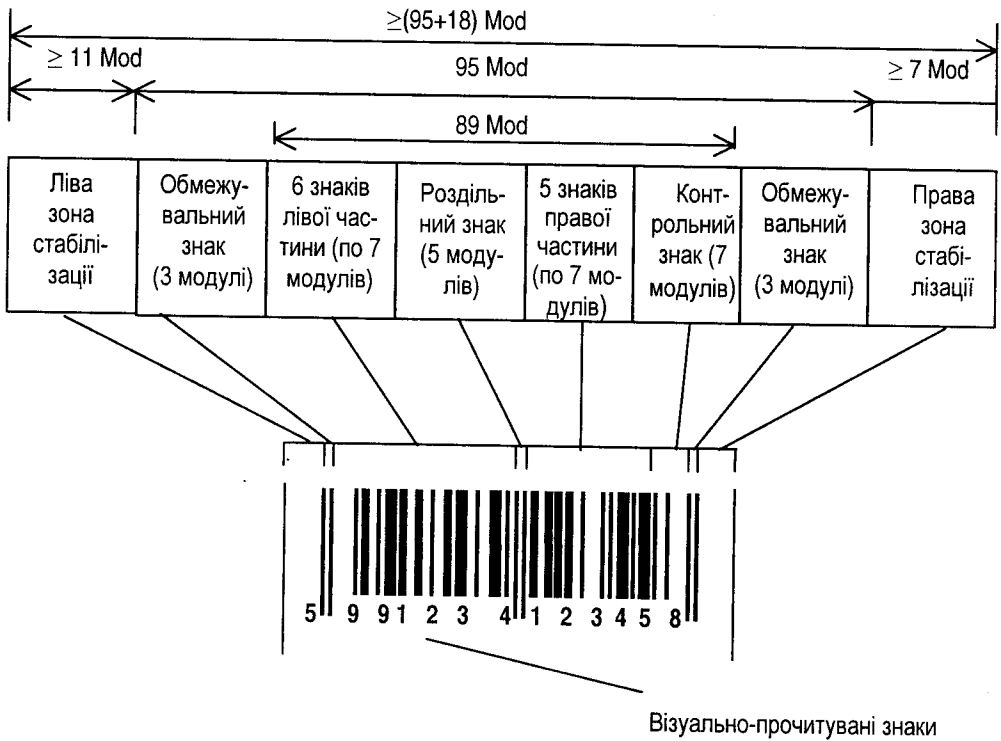 ≥(95+18) Mod
≥ 11 Mod
95 Mod
≥ 7 Mod
89 Mod
Ліва
зона
стабілі-
зації
Обмежу-
вальний
знак
(3 модулі)
6 знаків
лівої час-
тини (по 7
модулів)
Розділь-
ний знак
(5 моду-
лів)
5 знаків
правої
частини
(по 7 мо-
дулів)
Конт-
рольний
знак (7
модулів)
Обмежу-
вальний
знак
(3 модулі)
Права
зона
стабі-
лізації
5 9 9 1 2 3 4 1 2 3 4 5 8
Візуально-прочитувані знаки